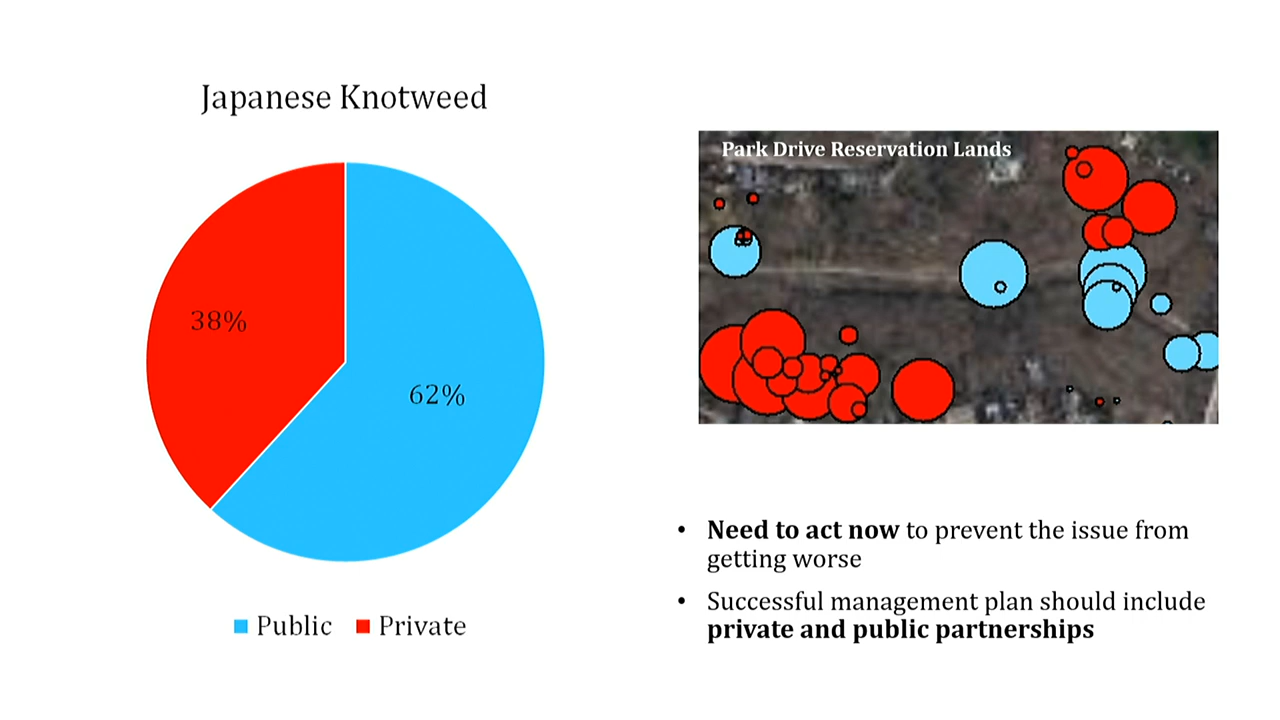 Japanese Knotweed
38%
62%
Public Private
Park Drive Reservation Lands
• Need to act now to prevent the issue from
getting worse
• Successful management plan should include
private and public partnerships